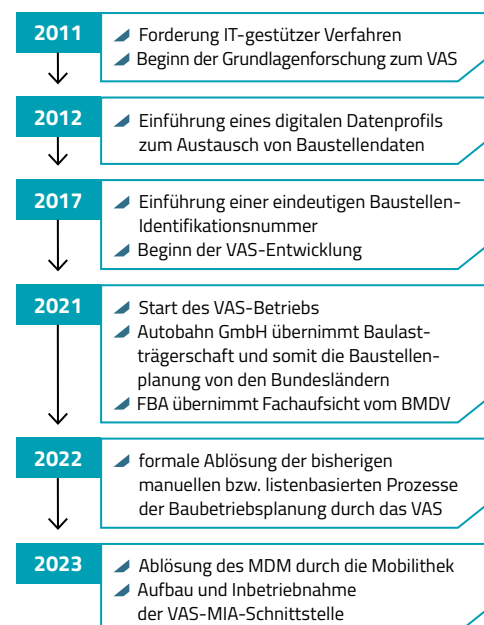 2011
Forderung IT-gestützer Verfahren
Beginn der Grundlagenforschung zum VAS
2012
Einführung eines digitalen Datenprofils
zum Austausch von Baustellendaten
2017
Einführung einer eindeutigen Baustellen-
Identifikationsnummer
Beginn der VAS-Entwicklung
2021
Start des VAS-Betriebs
Autobahn GmbH übernimmt Baulast-
trägerschaft und somit die Baustellen-
planung von den Bundesländern
FBA übernimmt Fachaufsicht vom BMDV
2022
formale Ablösung der bisherigen
manuellen bzw. listenbasierten Prozesse
der Baubetriebsplanung durch das VAS
2023
Ablösung des MDM durch die Mobilithek
Aufbau und Inbetriebnahme
der VAS-MIA-Schnittstelle